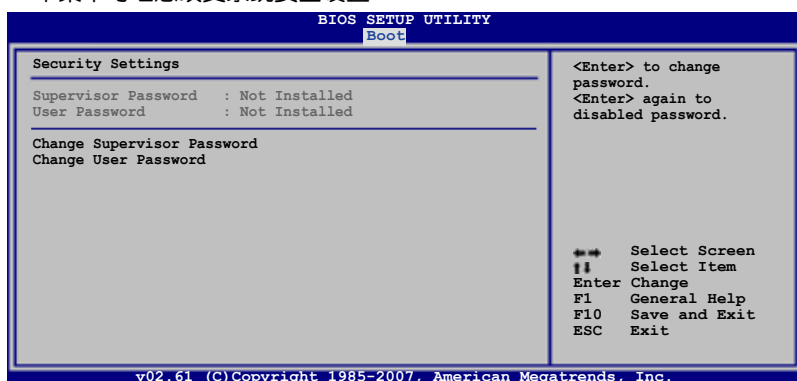 BIOS SETUP UTILITY
Boot
Security Settings
Supervisor Password : Not Installed
User Password : Not Installed
Change Supervisor Password
Change User Password
<Enter> to change
password.
<Enter> again to
disabled password.
Select Screen
Select Item
Enter Change
F1 General Help
F10 Save and Exit
ESC Exit
v02.61 (C)Copyright 1985-2007, American Megatrends, Inc.